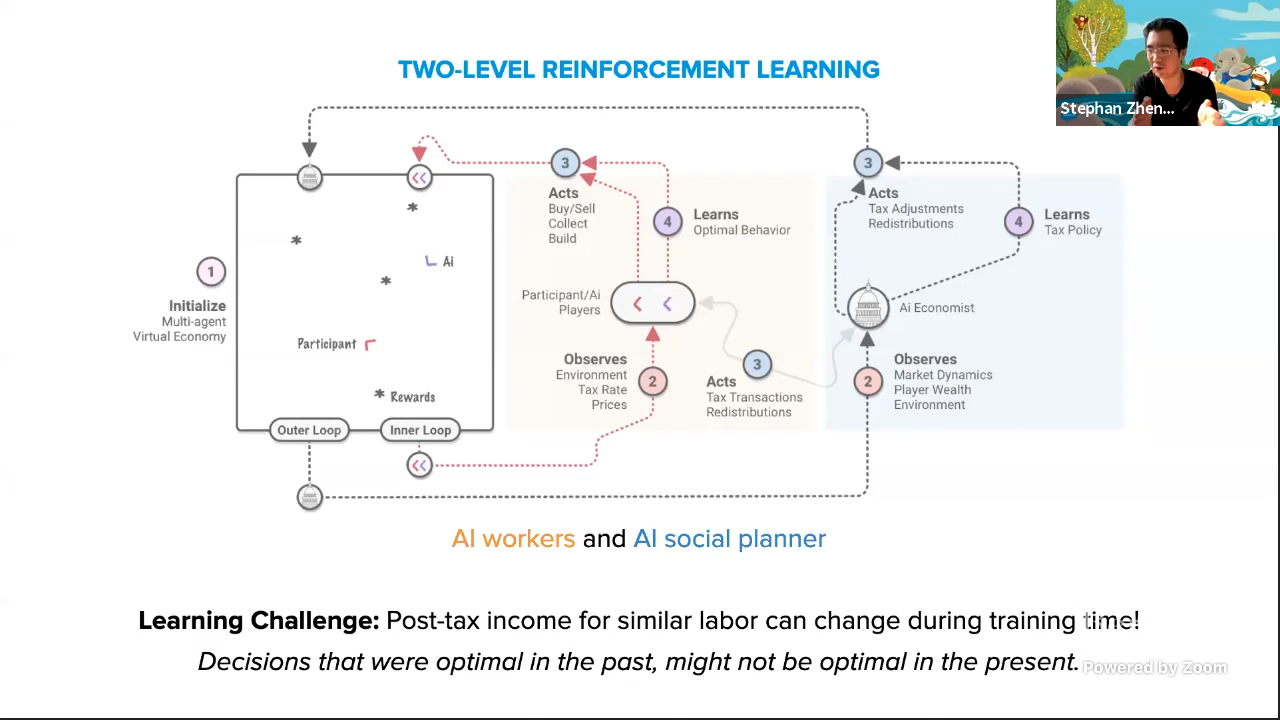 TWO-LEVEL REINFORCEMENT LEARNING
Stephan Zhen...
1
Initialize
Multi-agent
Virtual Economy
Ai
Participant
Rewards
Outer Loop
Inner Loop
3
Acts
Buy/Sell
Collect
Build
4
Learns
Optimal Behavior
Participant/Ai
Players
Observes
Environment
Tax Rate
Prices
2
3
Acts
Tax Transactions
Redistributions
3
Acts
Tax Adjustments
Redistributions
4
Learns
Tax Policy
Ai Economist
2
Observes
Market Dynamics
Player Wealth
Environment
AI workers and AI social planner
Learning Challenge: Post-tax income for similar labor can change during training time!
Decisions that were optimal in the past, might not be optimal in the present.
Powered by Zoom